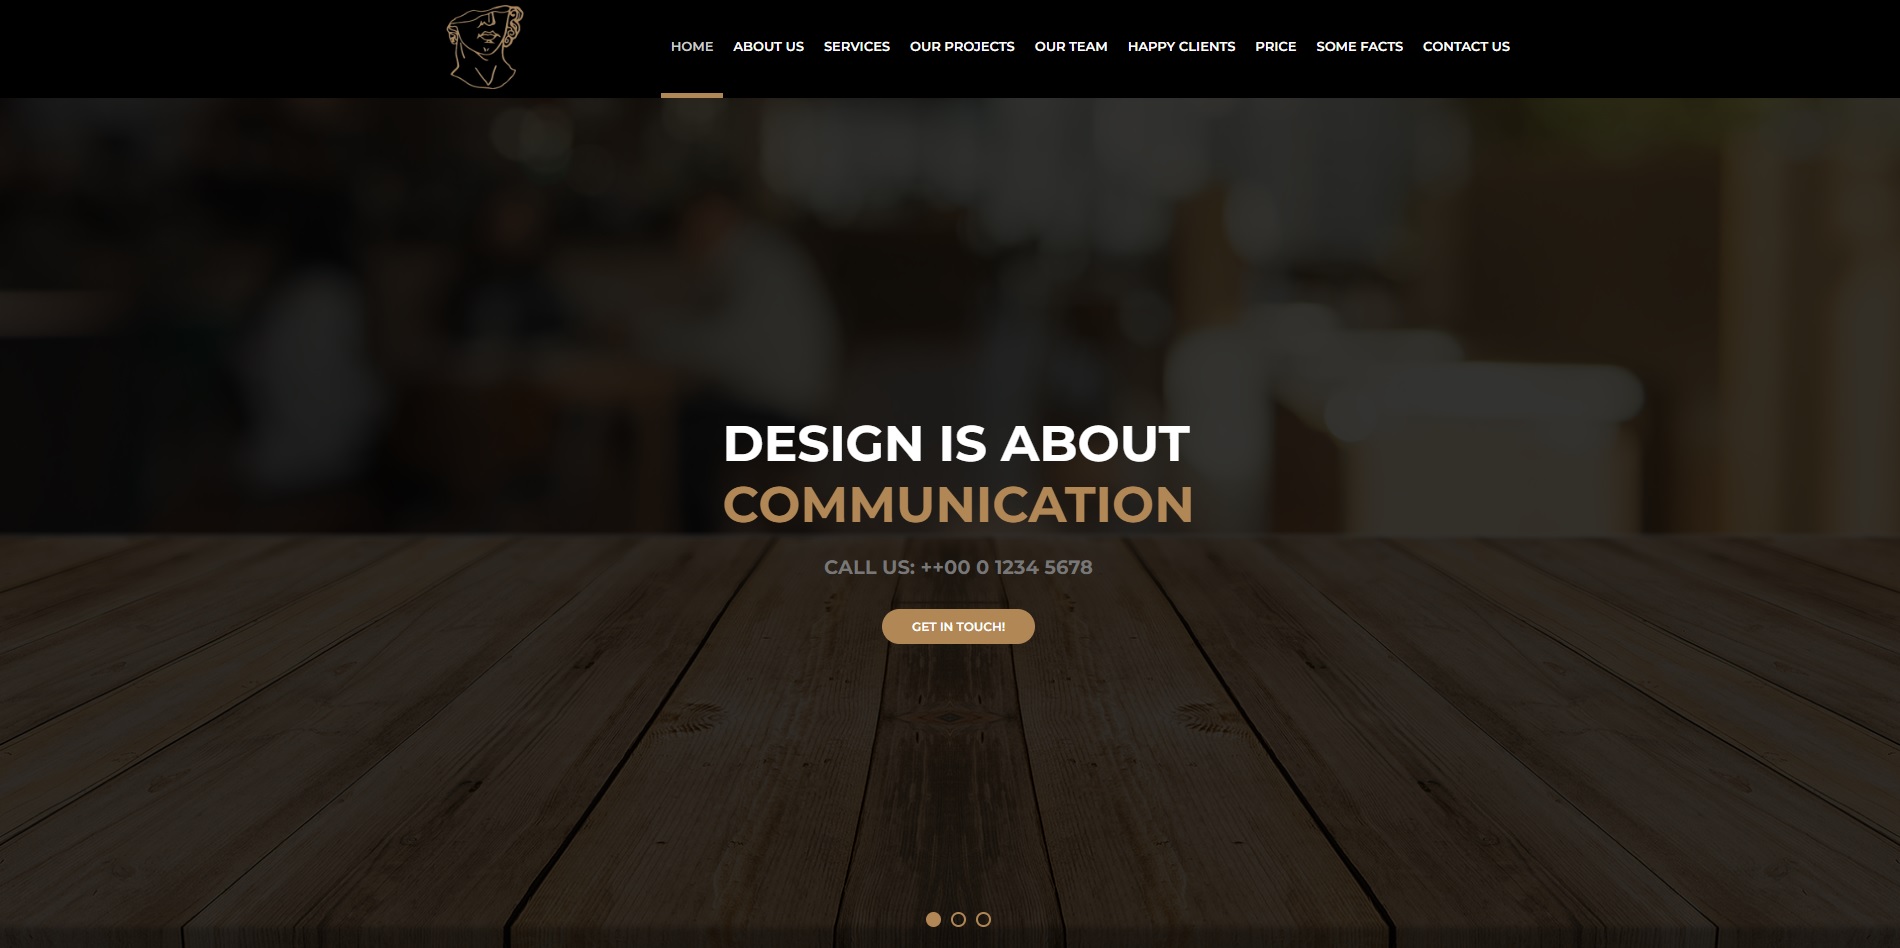 HOME ABOUT US SERVICES OUR PROJECTS OUR TEAM HAPPY CLIENTS PRICE SOME FACTS CONTACT US
DESIGN IS ABOUT
COMMUNICATION
CALL US: ++00 0 1234 5678
GET IN TOUCH!